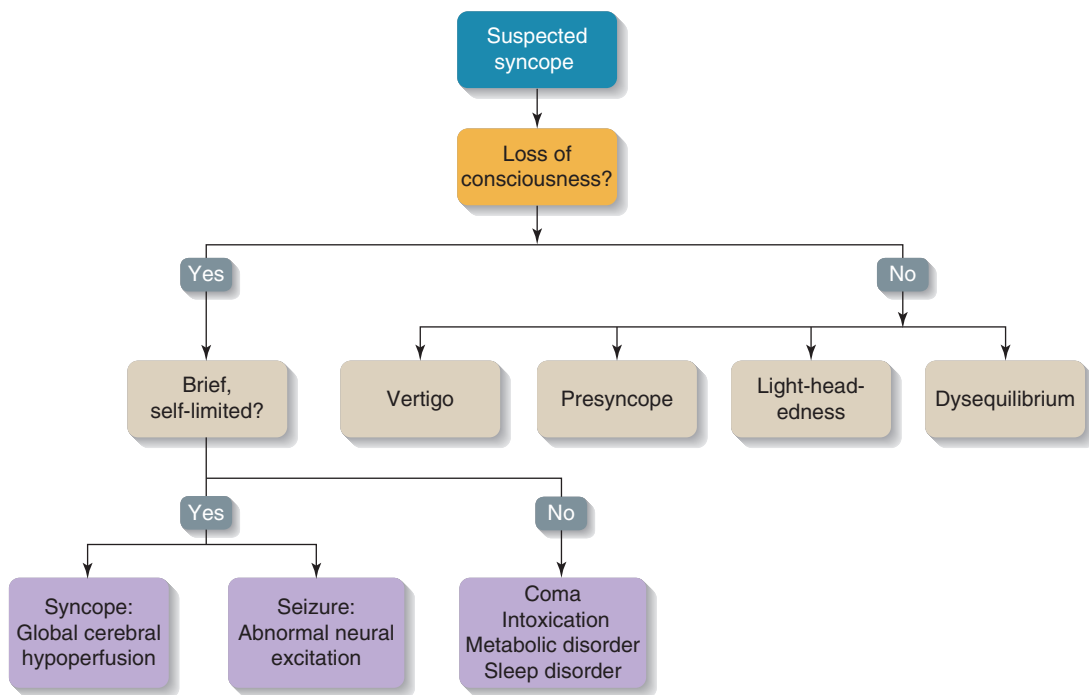 Suspected
syncope
Loss of
consciousness?
Yes
No
Brief,
self-limited?
Vertigo
Presyncope
Light-head-
edness
Dysequilibrium
Yes
No
Syncope:
Global cerebral
hypoperfusion
Seizure:
Abnormal neural
excitation
Coma
Intoxication
Metabolic disorder
Sleep disorder